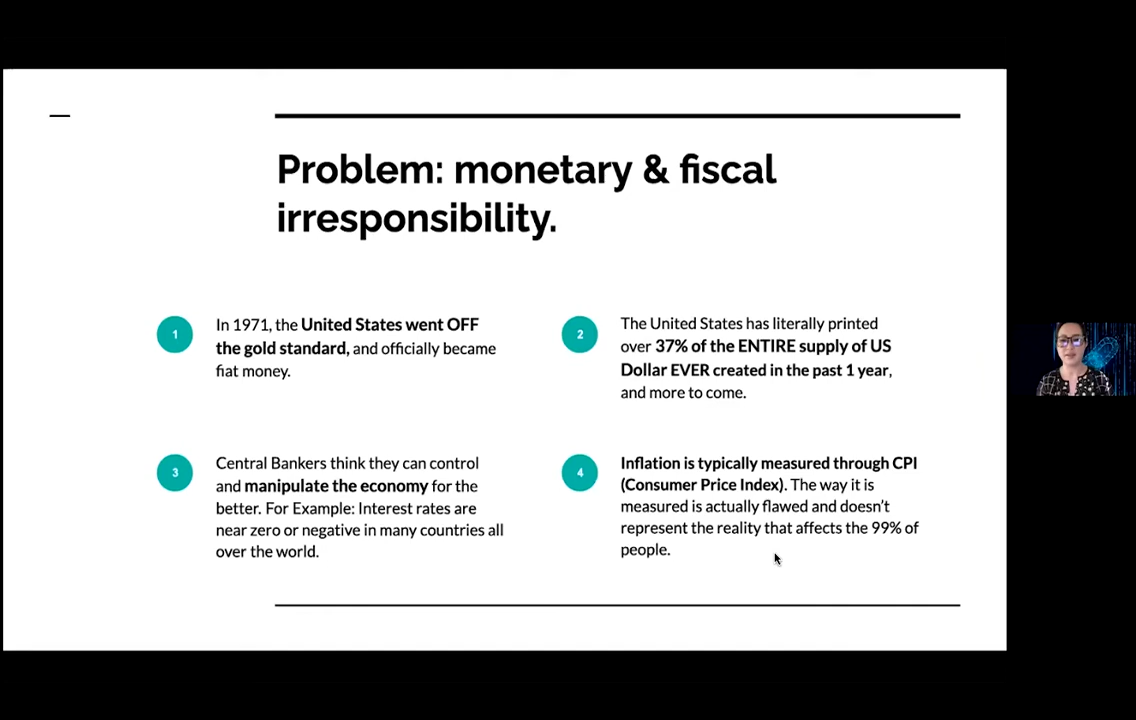 Problem: monetary & fiscal
irresponsibility.
1
In 1971, the United States went OFF
the gold standard, and officially became
fiat money.
2
The United States has literally printed
over 37% of the ENTIRE supply of US
Dollar EVER created in the past 1 year,
and more to come.
3
Central Bankers think they can control
and manipulate the economy for the
better. For Example: Interest rates are
near zero or negative in many countries all
over the world.
4
Inflation is typically measured through CPI
(Consumer Price Index). The way it is
measured is actually flawed and doesn't
represent the reality that affects the 99% of
people.